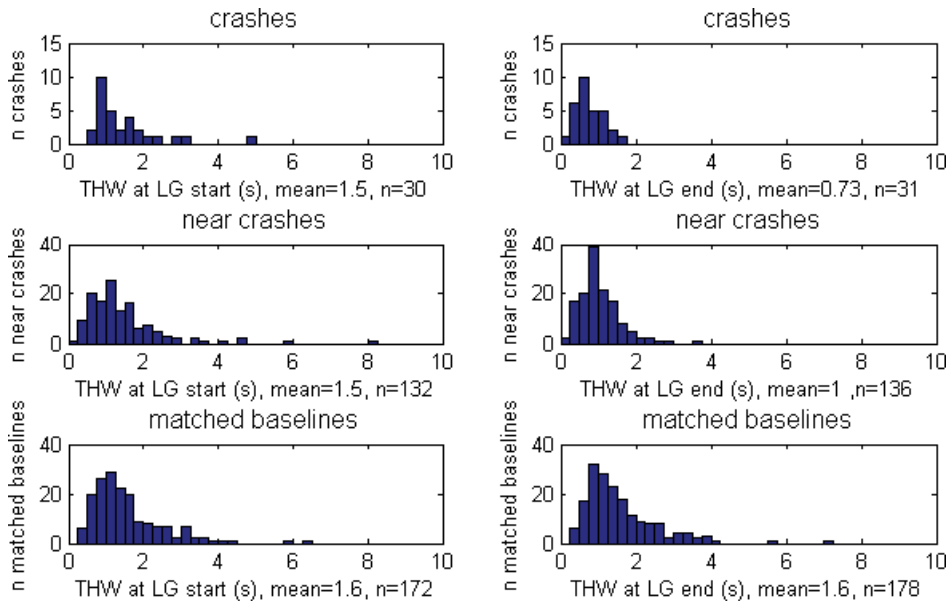 crashes
n crashes
15
10
5
0
0 2 4 6 8 10
THW at LG start (s), mean=1.5, n=30
crashes
n crashes
15
10
5
0
0 2 4 6 8 10
THW at LG end (s), mean=0.73, n=31
near crashes
n near crashes
40
20
0
0 2 4 6 8 10
THW at LG start (s), mean=1.5, n=132
near crashes
n near crashes
40
20
0
0 2 4 6 8 10
THW at LG end (s), mean=1 ,n=136
matched baselines
n matched baselines
40
20
0
0 2 4 6 8 10
THW at LG start (s), mean=1.6, n=172
matched baselines
n matched baselines
40
20
0
0 2 4 6 8 10
THW at LG end (s), mean=1.6, n=178